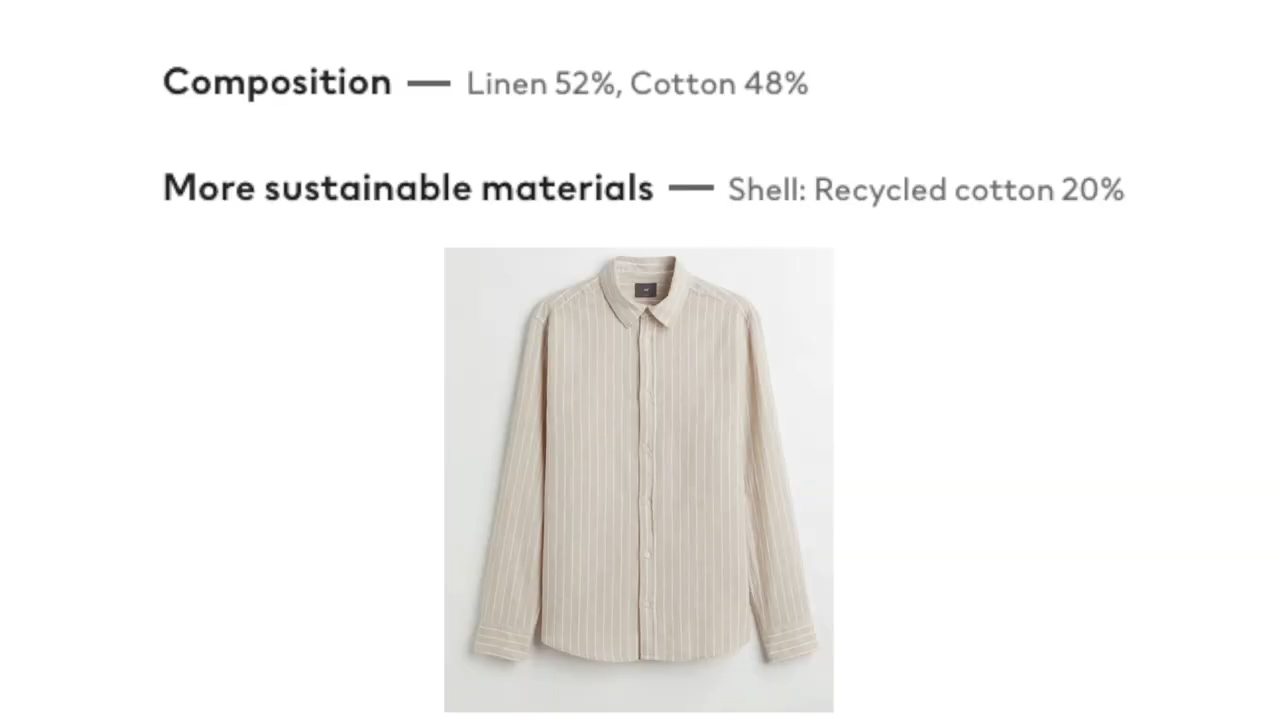 Composition — Linen 52%, Cotton 48%
More sustainable materials — Shell: Recycled cotton 20%